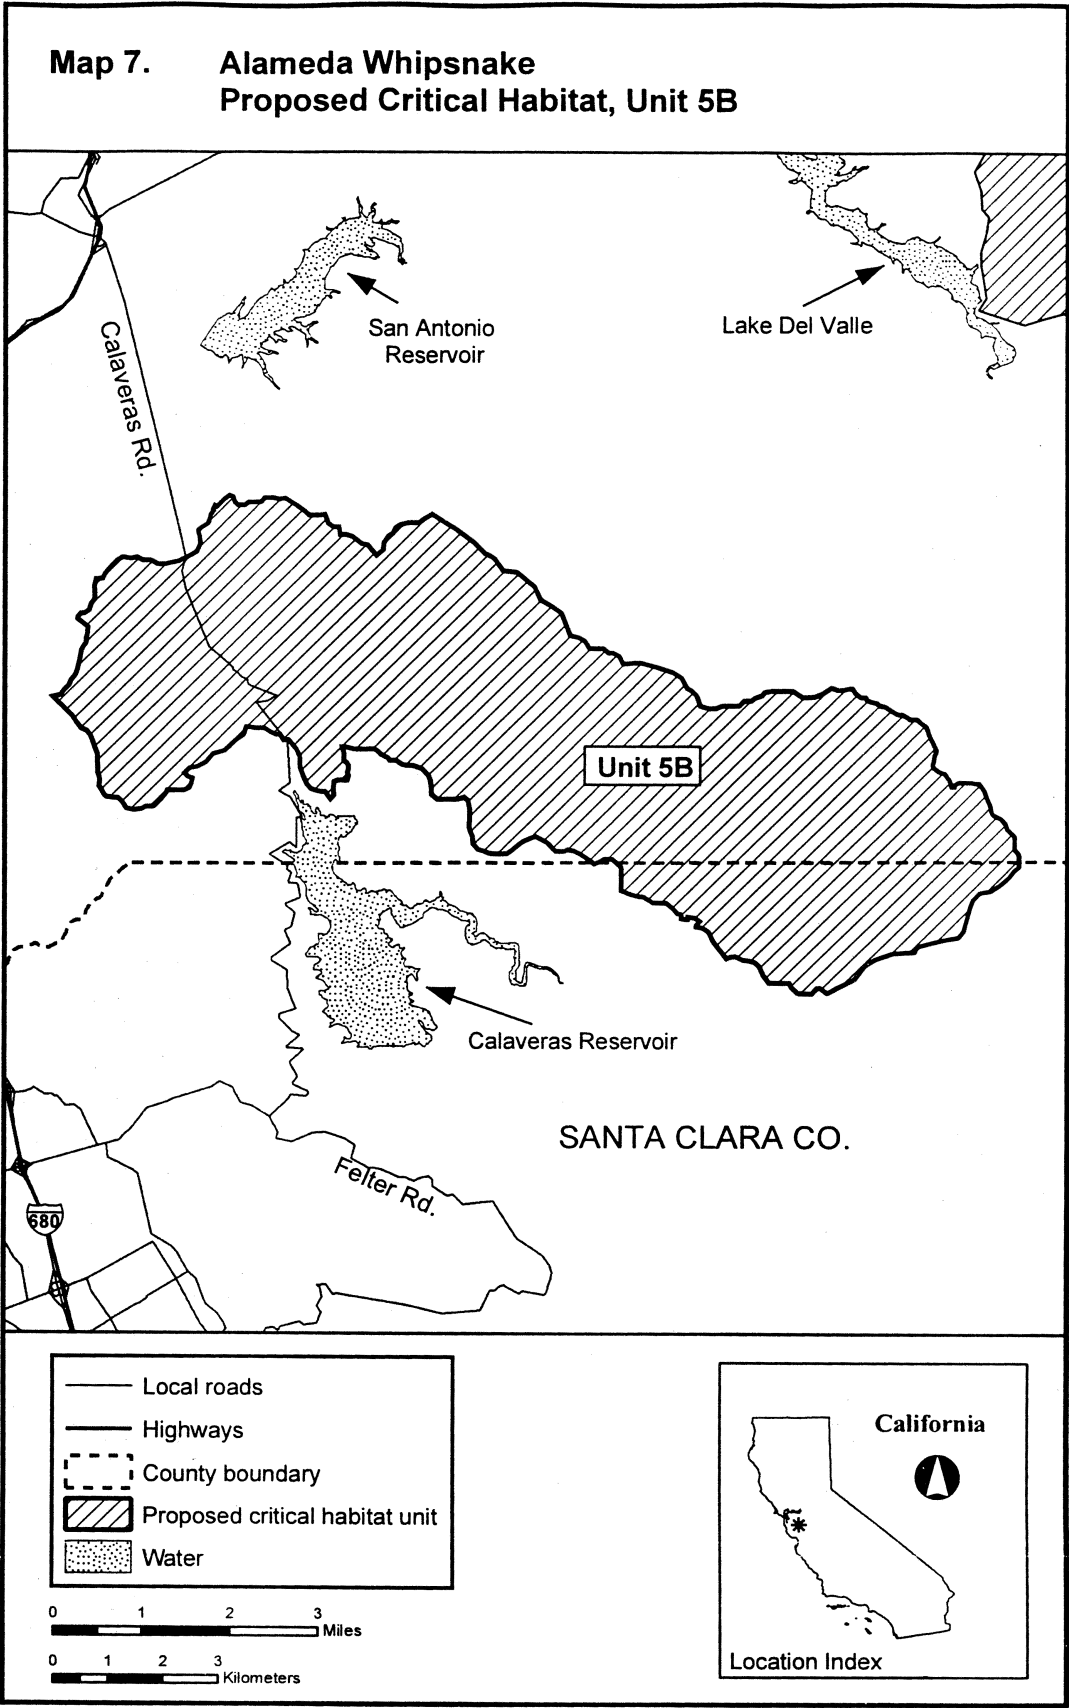 Map 7. Alameda Whipsnake
Proposed Critical Habitat, Unit 5B
San Antonio
Reservoir
Lake Del Valle
Calaveras Rd.
Unit 5B
Calaveras Reservoir
SANTA CLARA CO.
Felter Rd.
680
Local roads
Highways
County boundary
Proposed critical habitat unit
Water
0 1 2 3
Miles
0 1 2 3
Kilometers
California
Location Index